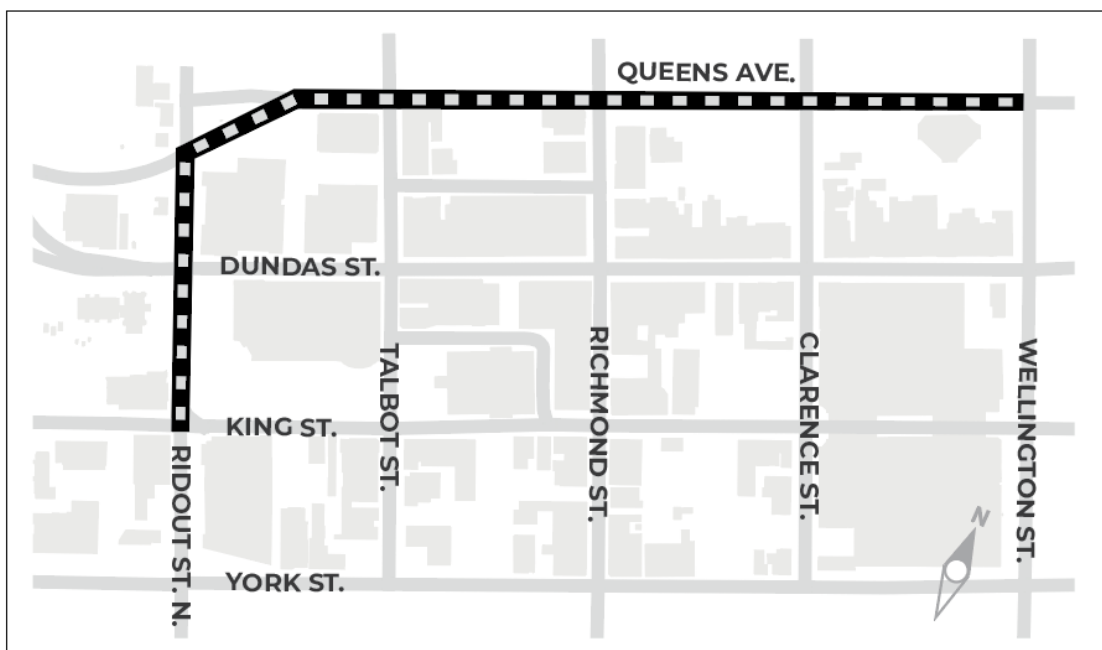 QUEENS AVE.
DUNDAS ST.
TALBOT ST.
RICHMOND ST.
CLARENCE ST.
WELLINGTON ST.
KING ST.
RIDOUT ST. N.
N
YORK ST.